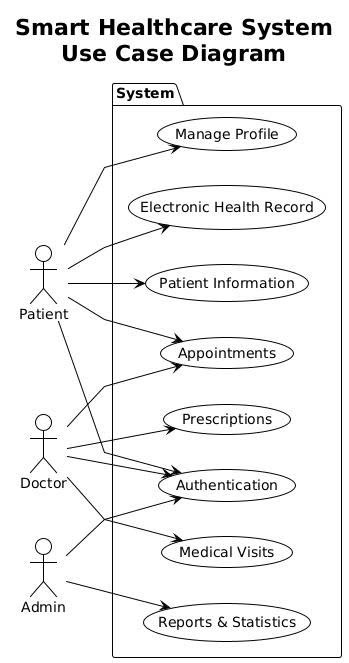 Smart Healthcare System
Use Case Diagram
System
Manage Profile
Electronic Health Record
Patient Information
Patient
Appointments
Prescriptions
Doctor
Authentication
Medical Visits
Admin
Reports & Statistics